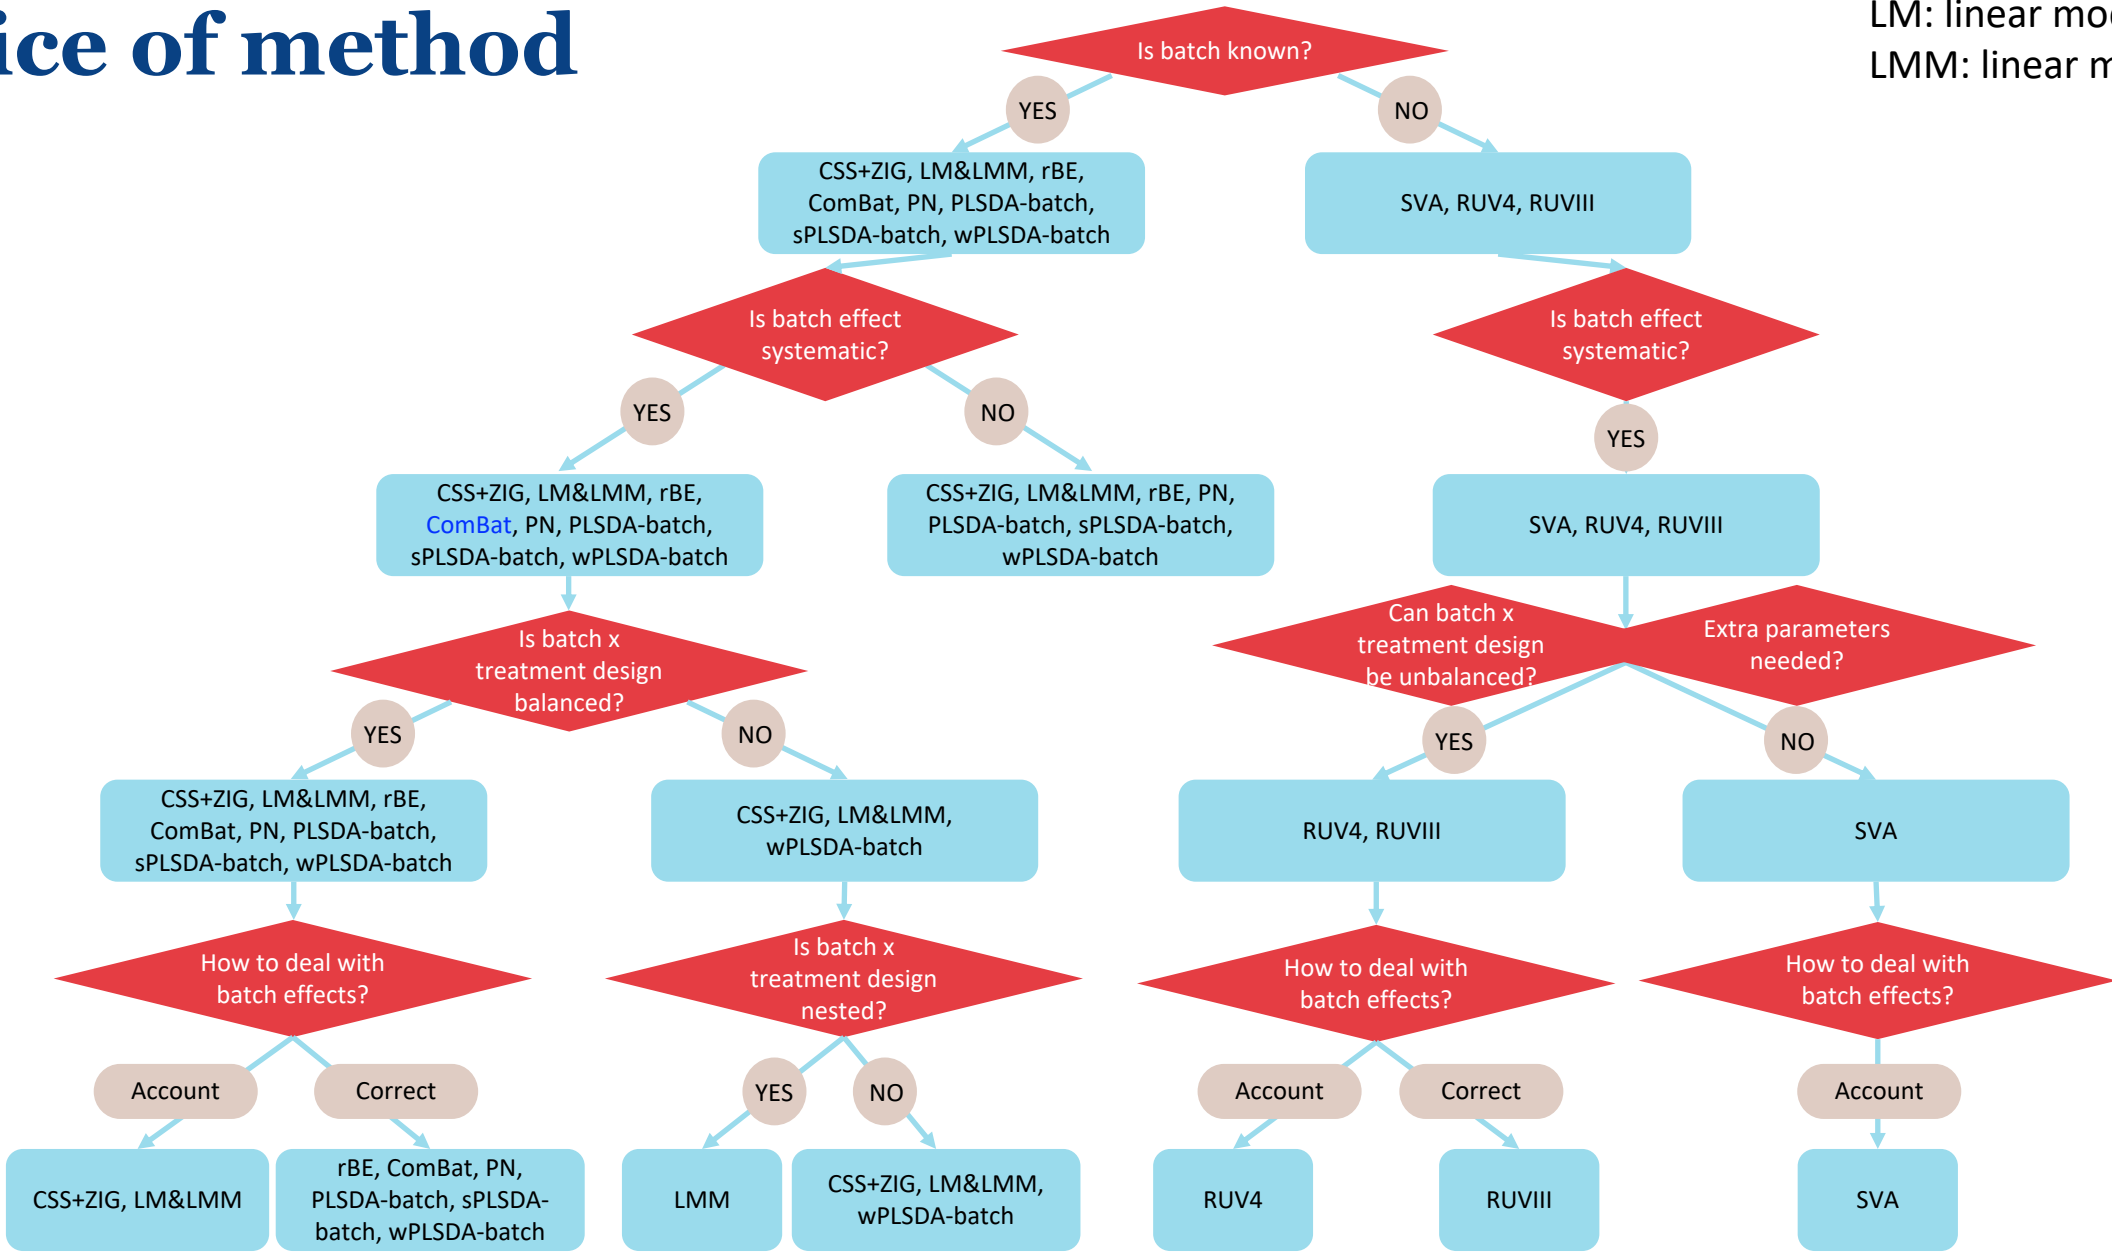 ice of method
LM: linear mo
LMM: linear m
Is batch known?
YES
NO
CSS+ZIG, LM&LMM, rBE,
ComBat, PN, PLSDA-batch,
sPLSDA-batch, wPLSDA-batch
SVA, RUV4, RUVIII
Is batch effect
systematic?
Is batch effect
systematic?
YES
NO
YES
CSS+ZIG, LM&LMM, rBE,
ComBat, PN, PLSDA-batch,
sPLSDA-batch, wPLSDA-batch
CSS+ZIG, LM&LMM, rBE, PN,
PLSDA-batch, sPLSDA-batch,
wPLSDA-batch
SVA, RUV4, RUVIII
Is batch x
treatment design
balanced?
Can batch x
treatment design
be unbalanced?
Extra parameters
needed?
YES
NO
YES
NO
CSS+ZIG, LM&LMM, rBE,
ComBat, PN, PLSDA-batch,
sPLSDA-batch, wPLSDA-batch
CSS+ZIG, LM&LMM,
wPLSDA-batch
RUV4, RUVIII
SVA
How to deal with
batch effects?
Is batch x
treatment design
nested?
How to deal with
batch effects?
How to deal with
batch effects?
Account
Correct
YES
NO
Account
Correct
Account
CSS+ZIG, LM&LMM
rBE, ComBat, PN,
PLSDA-batch, sPLSDA-
batch, wPLSDA-batch
LMM
CSS+ZIG, LM&LMM,
wPLSDA-batch
RUV4
RUVIII
SVA